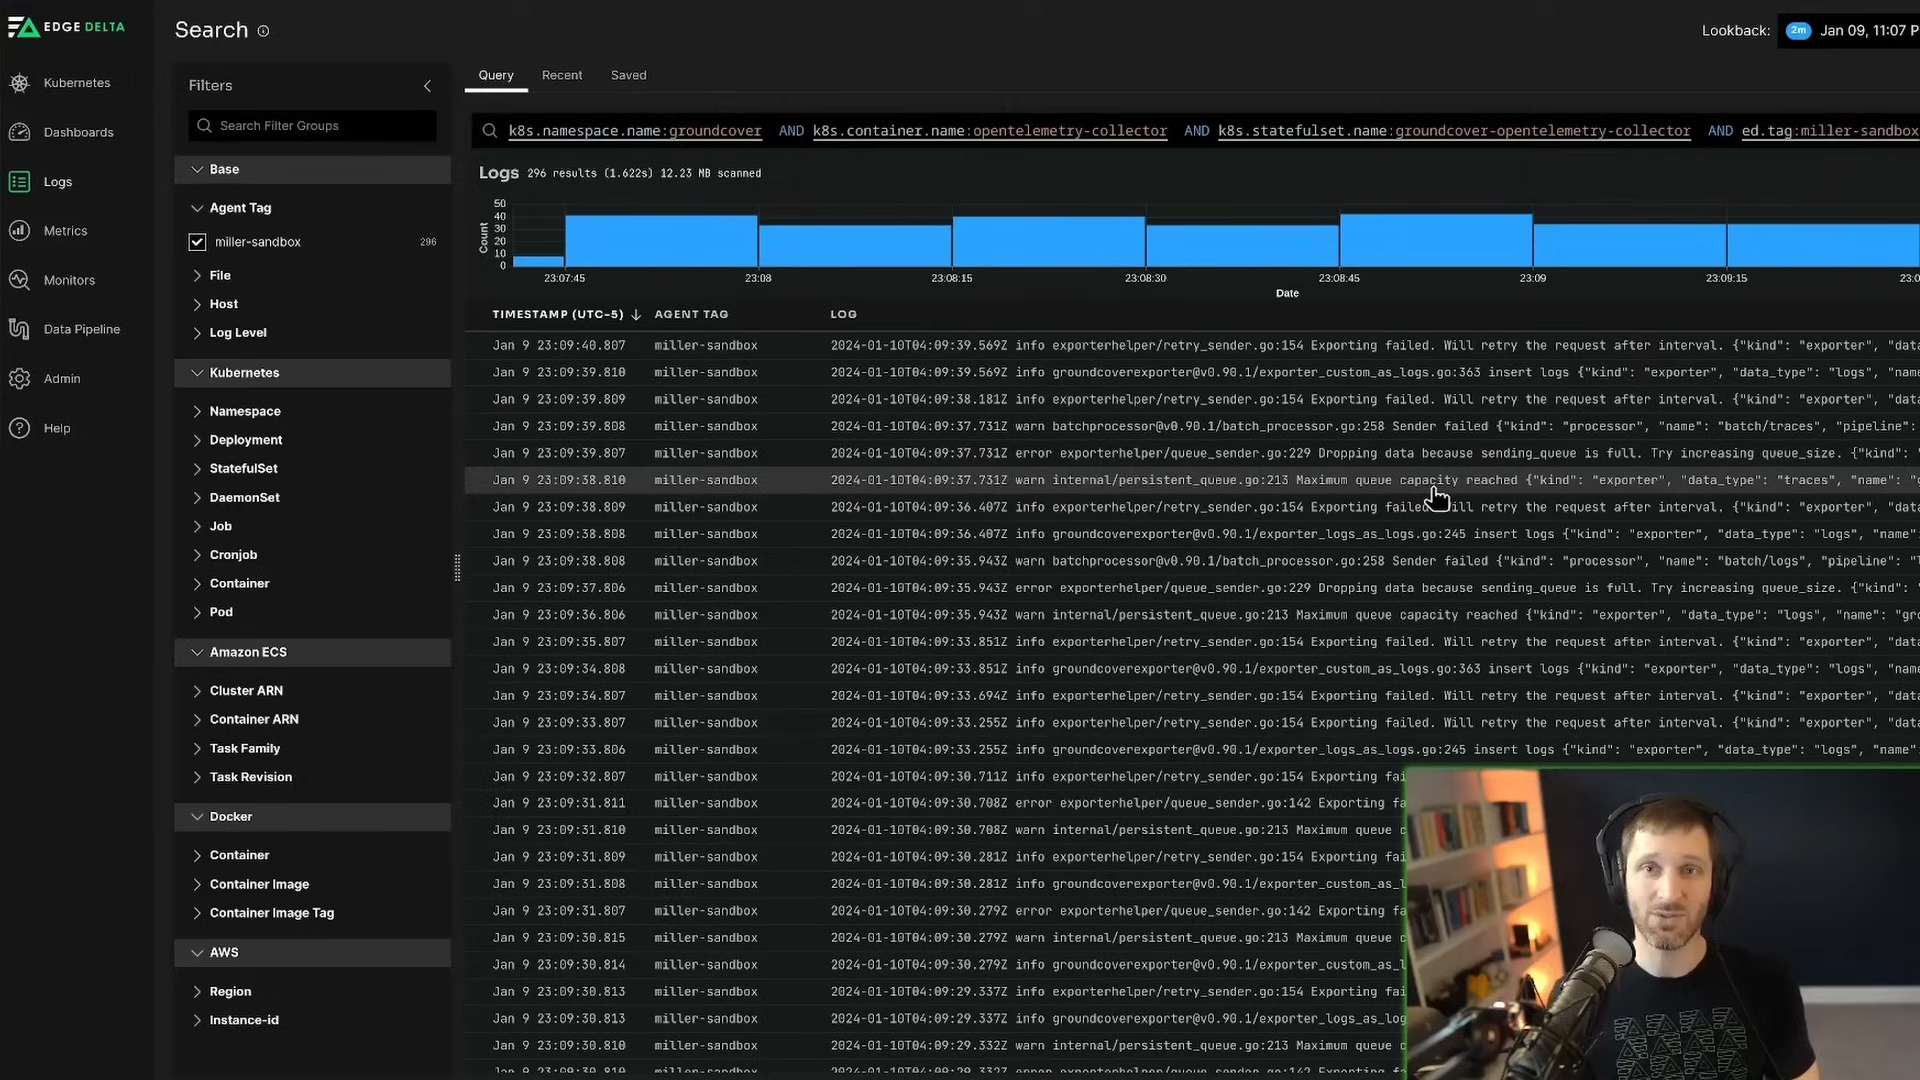 EDGE DELTA
Search
Lookback: 2m Jan 09, 11:07 P
Kubernetes
Dashboards
Logs
Metrics
Monitors
Data Pipeline
Admin
Help
Filters
Search Filter Groups
Base
Agent Tag
miller-sandbox 296
File
Host
Log Level
Kubernetes
Namespace
Deployment
StatefulSet
DaemonSet
Job
Cronjob
Container
Pod
Amazon ECS
Cluster ARN
Container ARN
Task Family
Task Revision
Docker
Container
Container Image
Container Image Tag
AWS
Region
Instance-id
Query Recent Saved
k8s.namespace.name:groundcover AND k8s.container.name:opentelemetry-collector AND k8s.statefulset.name:groundcover-opentelemetry-collector AND ed.tag:miller-sandbox
Logs 296 results (1.622s) 12.23 MB scanned
Count
50
40
30
20
10
0
23:07:45 23:08 23:08:15 23:08:30 23:08:45 23:09 23:09:15 23:0
Date
TIMESTAMP (UTC-5) AGENT TAG LOG
Jan 9 23:09:40.807 miller-sandbox 2024-01-10T04:09:39.569Z info exporterhelper/retry_sender.go:154 Exporting failed. Will retry the request after interval. {"kind": "exporter", "data
Jan 9 23:09:39.810 miller-sandbox 2024-01-10T04:09:39.569Z info groundcoverexporter@v0.90.1/exporter_custom_as_logs.go:363 insert logs {"kind": "exporter", "data_type": "logs", "name
Jan 9 23:09:39.809 miller-sandbox 2024-01-10T04:09:38.181Z info exporterhelper/retry_sender.go:154 Exporting failed. Will retry the request after interval. {"kind": "exporter", "data
Jan 9 23:09:39.808 miller-sandbox 2024-01-10T04:09:37.731Z warn batchprocessor@v0.90.1/batch_processor.go:258 Sender failed {"kind": "processor", "name": "batch/traces", "pipeline":
Jan 9 23:09:39.807 miller-sandbox 2024-01-10T04:09:37.731Z error exporterhelper/queue_sender.go:229 Dropping data because sending_queue is full. Try increasing queue_size. {"kind":
Jan 9 23:09:38.810 miller-sandbox 2024-01-10T04:09:37.731Z warn internal/persistent_queue.go:213 Maximum queue capacity reached {"kind": "exporter", "data_type": "traces", "name": "g
Jan 9 23:09:38.809 miller-sandbox 2024-01-10T04:09:36.407Z info exporterhelper/retry_sender.go:154 Exporting failed. Will retry the request after interval. {"kind": "exporter", "data
Jan 9 23:09:38.808 miller-sandbox 2024-01-10T04:09:36.407Z info groundcoverexporter@v0.90.1/exporter_logs_as_logs.go:245 insert logs {"kind": "exporter", "data_type": "logs", "name"
Jan 9 23:09:38.808 miller-sandbox 2024-01-10T04:09:35.943Z warn batchprocessor@v0.90.1/batch_processor.go:258 Sender failed {"kind": "processor", "name": "batch/logs", "pipeline": "l
Jan 9 23:09:37.806 miller-sandbox 2024-01-10T04:09:35.943Z error exporterhelper/queue_sender.go:229 Dropping data because sending_queue is full. Try increasing queue_size. {"kind":
Jan 9 23:09:36.806 miller-sandbox 2024-01-10T04:09:35.943Z warn internal/persistent_queue.go:213 Maximum queue capacity reached {"kind": "exporter", "data_type": "logs", "name": "gro
Jan 9 23:09:35.807 miller-sandbox 2024-01-10T04:09:33.851Z info exporterhelper/retry_sender.go:154 Exporting failed. Will retry the request after interval. {"kind": "exporter", "data
Jan 9 23:09:34.808 miller-sandbox 2024-01-10T04:09:33.851Z info groundcoverexporter@v0.90.1/exporter_custom_as_logs.go:363 insert logs {"kind": "exporter", "data_type": "logs", "name
Jan 9 23:09:34.807 miller-sandbox 2024-01-10T04:09:33.694Z info exporterhelper/retry_sender.go:154 Exporting failed. Will retry the request after interval. {"kind": "exporter", "data
Jan 9 23:09:33.807 miller-sandbox 2024-01-10T04:09:33.255Z info exporterhelper/retry_sender.go:154 Exporting failed. Will retry the request after interval. {"kind": "exporter", "data
Jan 9 23:09:33.806 miller-sandbox 2024-01-10T04:09:33.255Z info groundcoverexporter@v0.90.1/exporter_logs_as_logs.go:245 insert logs {"kind": "exporter", "data_type": "logs", "name"
Jan 9 23:09:32.807 miller-sandbox 2024-01-10T04:09:30.711Z info exporterhelper/retry_sender.go:154 Exporting fai
Jan 9 23:09:31.811 miller-sandbox 2024-01-10T04:09:30.708Z error exporterhelper/queue_sender.go:142 Exporting fa
Jan 9 23:09:31.810 miller-sandbox 2024-01-10T04:09:30.708Z warn internal/persistent_queue.go:213 Maximum queue c
Jan 9 23:09:31.809 miller-sandbox 2024-01-10T04:09:30.281Z info exporterhelper/retry_sender.go:154 Exporting fai
Jan 9 23:09:31.808 miller-sandbox 2024-01-10T04:09:30.281Z info groundcoverexporter@v0.90.1/exporter_custom_as_l
Jan 9 23:09:31.807 miller-sandbox 2024-01-10T04:09:30.279Z error exporterhelper/queue_sender.go:142 Exporting fa
Jan 9 23:09:30.815 miller-sandbox 2024-01-10T04:09:30.279Z warn internal/persistent_queue.go:213 Maximum queue c
Jan 9 23:09:30.814 miller-sandbox 2024-01-10T04:09:30.279Z info groundcoverexporter@v0.90.1/exporter_custom_as_l
Jan 9 23:09:30.813 miller-sandbox 2024-01-10T04:09:29.337Z info exporterhelper/retry_sender.go:154 Exporting fai
Jan 9 23:09:30.813 miller-sandbox 2024-01-10T04:09:29.337Z info groundcoverexporter@v0.90.1/exporter_logs_as_log
Jan 9 23:09:30.810 miller-sandbox 2024-01-10T04:09:29.332Z warn internal/persistent_queue.go:213 Maximum queue c